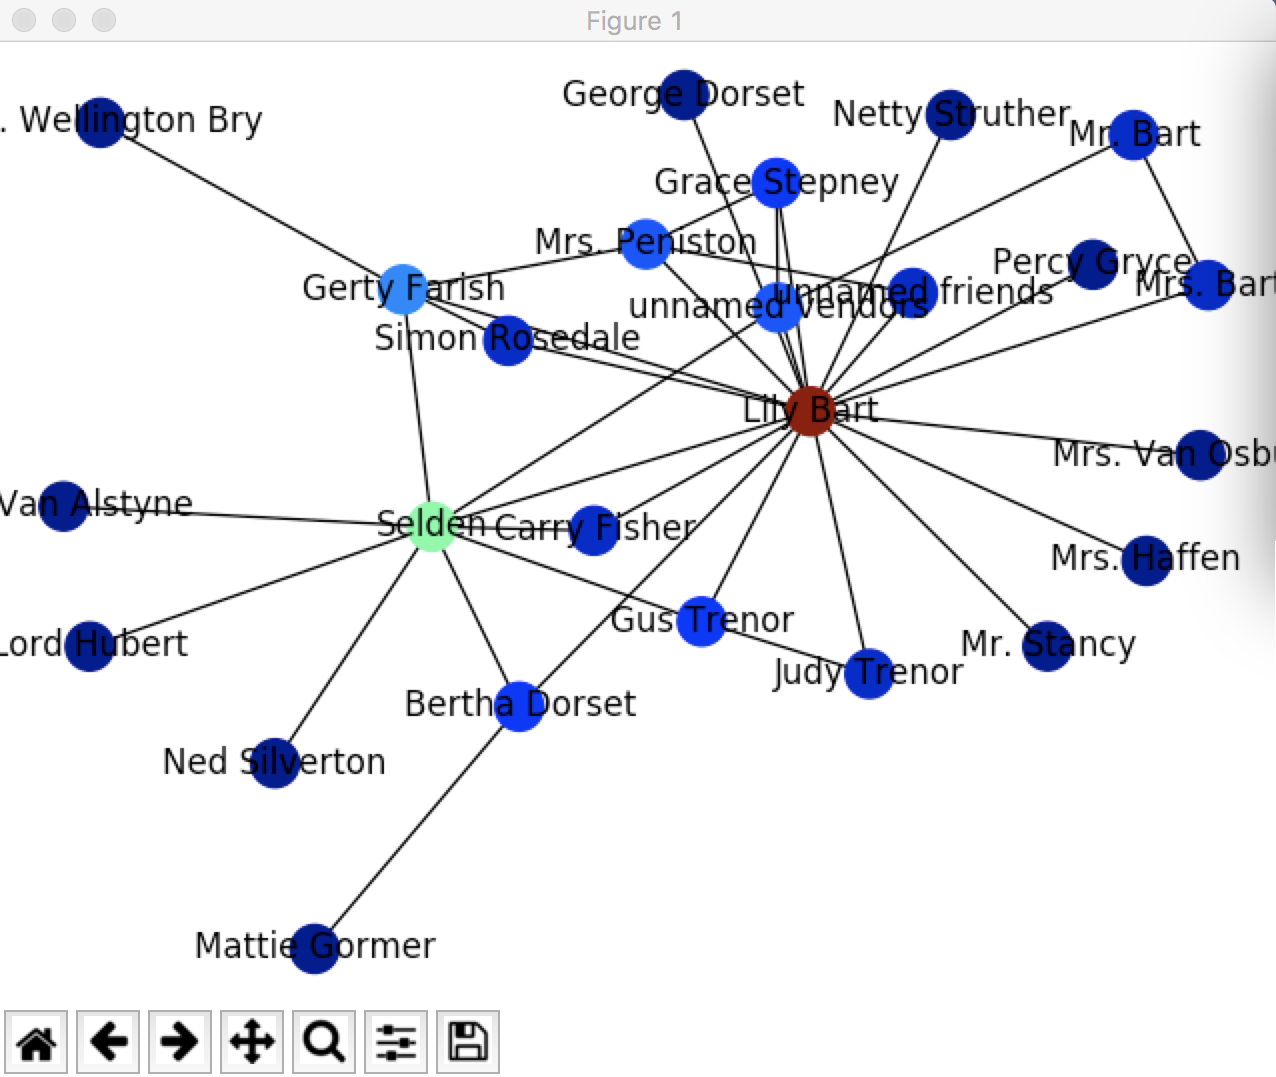 Figure 1
George Dorset
. Wellington Bry
Netty Struther
Mr. Bart
Grace Stepney
Mrs. Peniston
Percy Gryce
Gerty Farish
unnamed friends
Mrs. Bart
unnamed vendors
Simon Rosedale
Lily Bart
Mrs. Van Osbu
Van Alstyne
Selden
Carry Fisher
Mrs. Haffen
Gus Trenor
Lord Hubert
Mr. Stancy
Judy Trenor
Bertha Dorset
Ned Silverton
Mattie Gormer